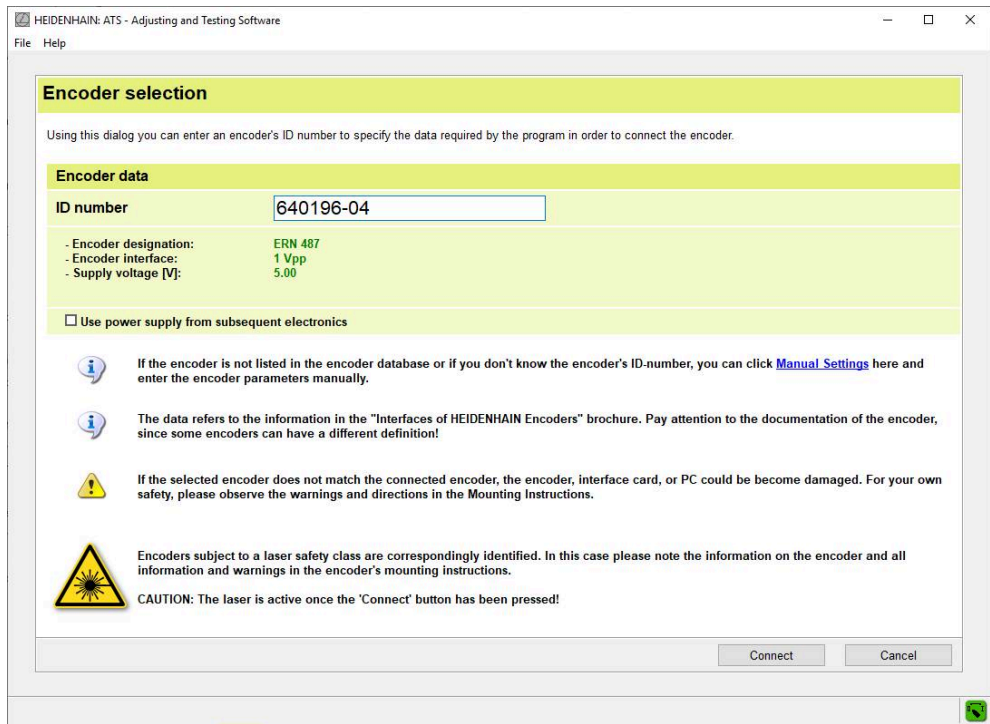 HEIDENHAIN: ATS - Adjusting and Testing Software
File Help
Encoder selection
Using this dialog you can enter an encoder's ID number to specify the data required by the program in order to connect the encoder.
Encoder data
ID number 640196-04
- Encoder designation: ERN 487
- Encoder interface: 1 Vpp
- Supply voltage [V]: 5.00
Use power supply from subsequent electronics
If the encoder is not listed in the encoder database or if you don't know the encoder's ID-number, you can click Manual Settings here and
enter the encoder parameters manually.
The data refers to the information in the "Interfaces of HEIDENHAIN Encoders" brochure. Pay attention to the documentation of the encoder,
since some encoders can have a different definition!
If the selected encoder does not match the connected encoder, the encoder, interface card, or PC could be become damaged. For your own
safety, please observe the warnings and directions in the Mounting Instructions.
Encoders subject to a laser safety class are correspondingly identified. In this case please note the information on the encoder and all
information and warnings in the encoder's mounting instructions.
CAUTION: The laser is active once the 'Connect' button has been pressed!
Connect Cancel